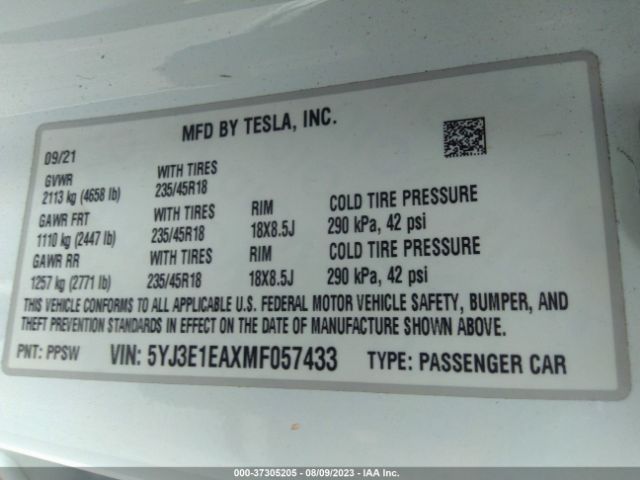 MFD BY TESLA, INC.
09/21
GVWR WITH TIRES
2113 kg (4658 lb) 235/45R18
GAWR FRT WITH TIRES RIM COLD TIRE PRESSURE
1110 kg (2447 lb) 235/45R18 18X8.5J 290 kPa, 42 psi
GAWR RR WITH TIRES RIM COLD TIRE PRESSURE
1257 kg (2771 lb) 235/45R18 18X8.5J 290 kPa, 42 psi
THIS VEHICLE CONFORMS TO ALL APPLICABLE U.S. FEDERAL MOTOR VEHICLE SAFETY, BUMPER, AND
THEFT PREVENTION STANDARDS IN EFFECT ON THE DATE OF MANUFACTURE SHOWN ABOVE.
PNT: PPSW VIN: 5YJ3E1EAXMF057433 TYPE: PASSENGER CAR
000-37305205 - 08/09/2023 - IAA Inc.